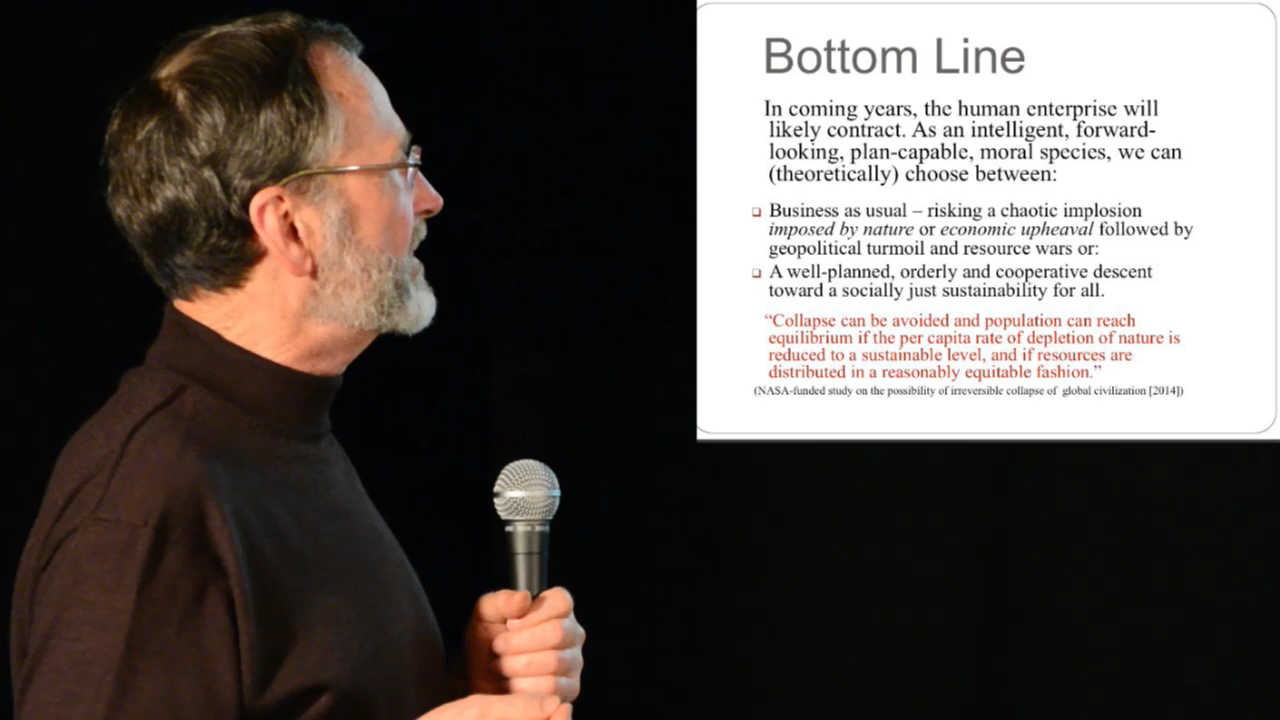 Bottom Line
In coming years, the human enterprise will
likely contract. As an intelligent, forward-
looking, plan-capable, moral species, we can
(theoretically) choose between:
Business as usual – risking a chaotic implosion
imposed by nature or economic upheaval followed by
geopolitical turmoil and resource wars or:
A well-planned, orderly and cooperative descent
toward a socially just sustainability for all.
“Collapse can be avoided and population can reach
equilibrium if the per capita rate of depletion of nature is
reduced to a sustainable level, and if resources are
distributed in a reasonably equitable fashion.”
(NASA-funded study on the possibility of irreversible collapse of global civilization [2014])